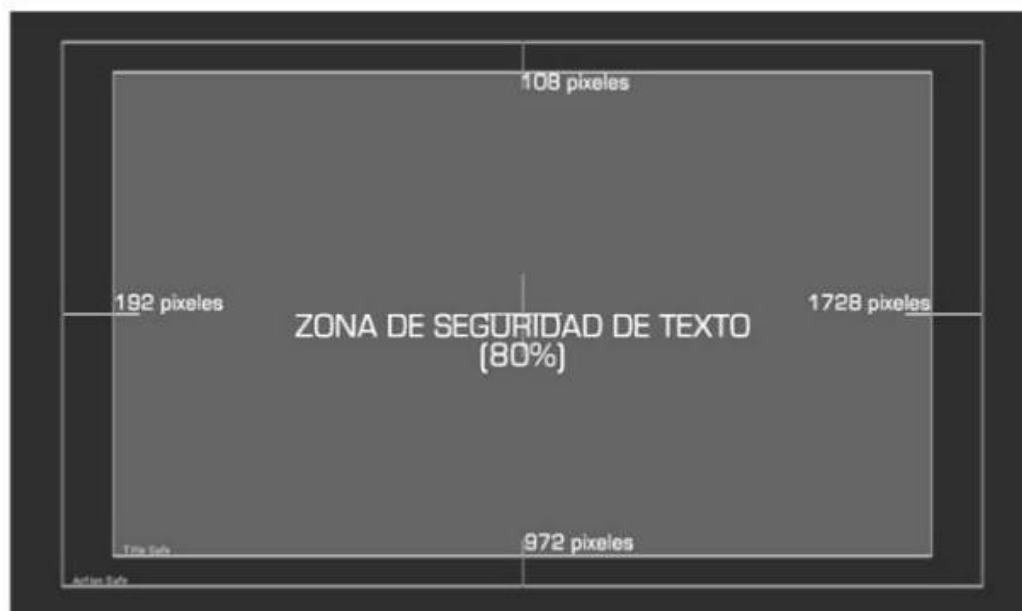 108 pixeles
192 pixeles
1728 pixeles
ZONA DE SEGURIDAD DE TEXTO
(80%)
972 pixeles
Title Safe
Action Safe